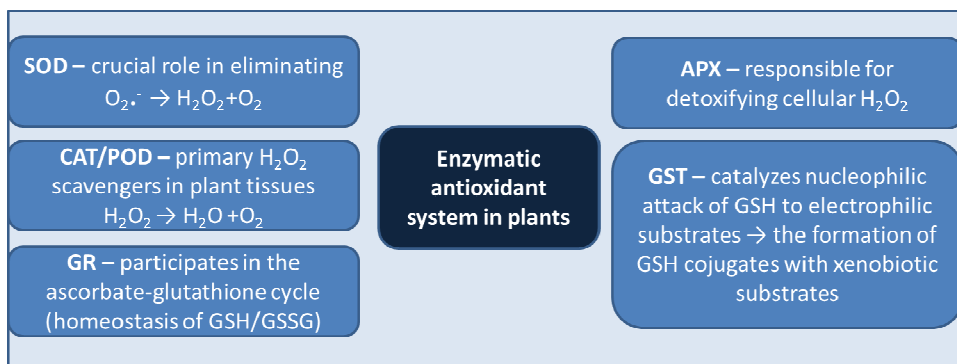 SOD – crucial role in eliminating
O₂•⁻ → H₂O₂+O₂
CAT/POD – primary H₂O₂
scavengers in plant tissues
H₂O₂ → H₂O +O₂
GR – participates in the
ascorbate-glutathione cycle
(homeostasis of GSH/GSSG)
Enzymatic
antioxidant
system in plants
APX – responsible for
detoxifying cellular H₂O₂
GST – catalyzes nucleophilic
attack of GSH to electrophilic
substrates → the formation of
GSH cojugates with xenobiotic
substrates